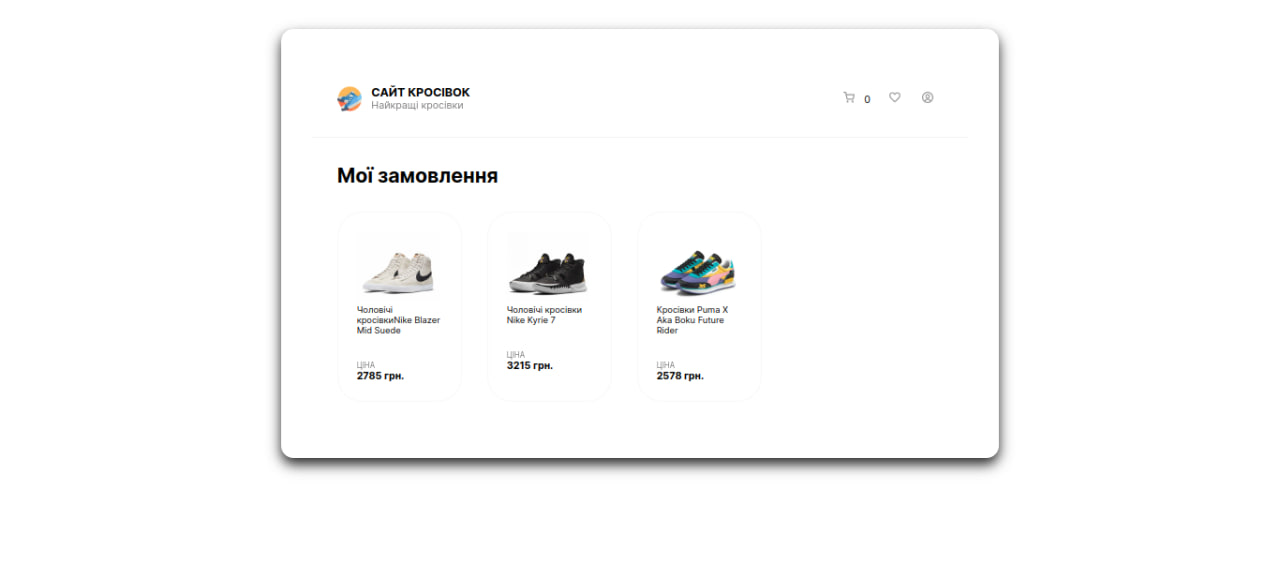 САЙТ КРОСІВОК
Найкращі кросівки
0
Мої замовлення
Чоловічі
кросівкиNike Blazer
Mid Suede
ЦІНА
2785 грн.
Чоловічі кросівки
Nike Kyrie 7
ЦІНА
3215 грн.
Кросівки Puma X
Aka Boku Future
Rider
ЦІНА
2578 грн.